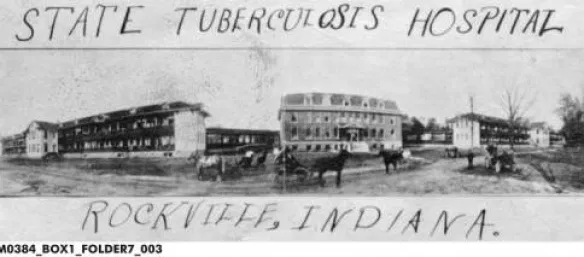 STATE TUBERCULOSIS HOSPITAL
ROCKVILLE, INDIANA.
M0384_BOX1_FOLDER7_003